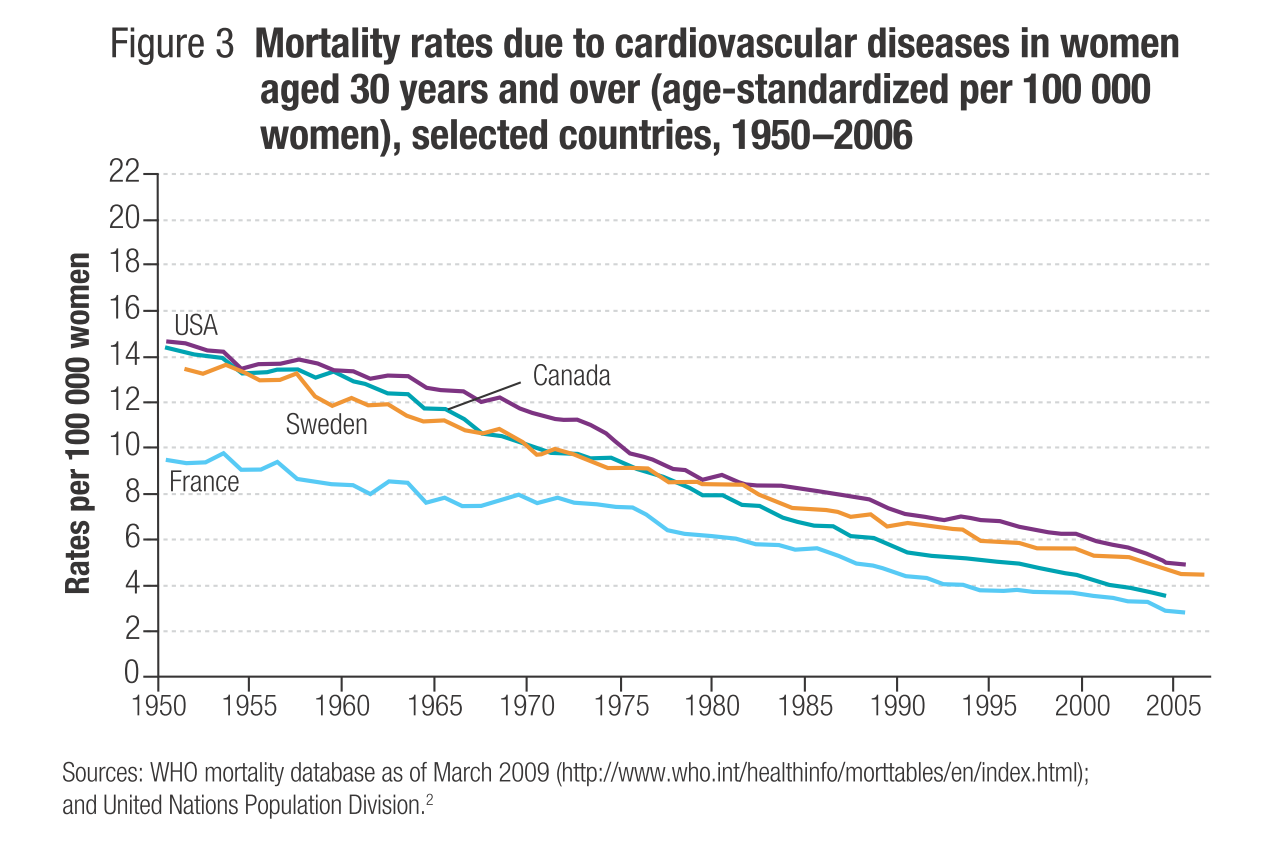 Figure 3 Mortality rates due to cardiovascular diseases in women
aged 30 years and over (age-standardized per 100 000
women), selected countries, 1950–2006
Rates per 100 000 women
22
20
18
16
14
12
10
8
6
4
2
0
USA
Canada
Sweden
France
1950 1955 1960 1965 1970 1975 1980 1985 1990 1995 2000 2005
Sources: WHO mortality database as of March 2009 (http://www.who.int/healthinfo/morttables/en/index.html);
and United Nations Population Division.2